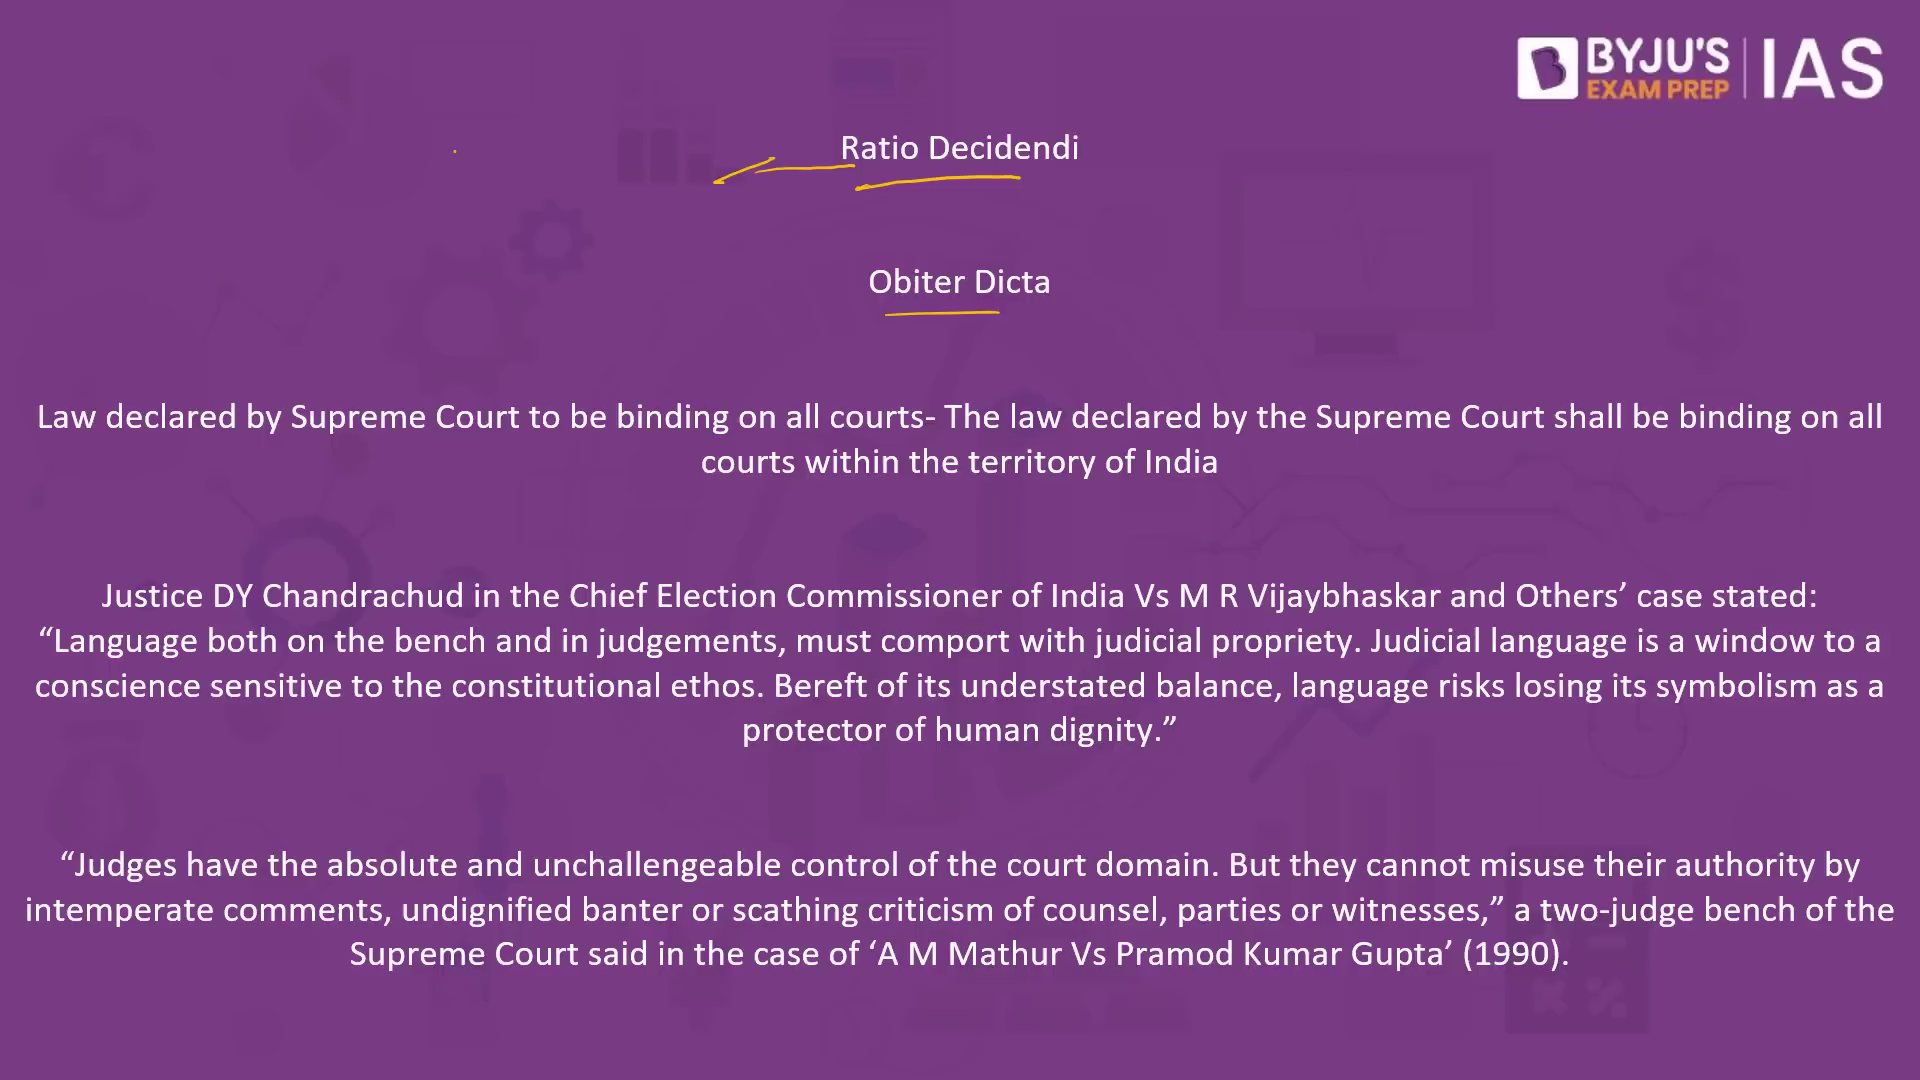 BYJU'S
EXAM PREP
IAS
Ratio Decidendi
Obiter Dicta
Law declared by Supreme Court to be binding on all courts- The law declared by the Supreme Court shall be binding on all
courts within the territory of India
Justice DY Chandrachud in the Chief Election Commissioner of India Vs M R Vijaybhaskar and Others’ case stated:
“Language both on the bench and in judgements, must comport with judicial propriety. Judicial language is a window to a
conscience sensitive to the constitutional ethos. Bereft of its understated balance, language risks losing its symbolism as a
protector of human dignity.”
“Judges have the absolute and unchallengeable control of the court domain. But they cannot misuse their authority by
intemperate comments, undignified banter or scathing criticism of counsel, parties or witnesses,” a two-judge bench of the
Supreme Court said in the case of ‘A M Mathur Vs Pramod Kumar Gupta’ (1990).